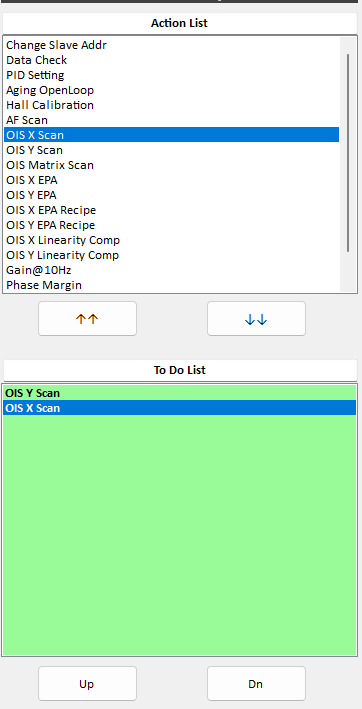 Action List
Change Slave Addr
Data Check
PID Setting
Aging OpenLoop
Hall Calibration
AF Scan
OIS X Scan
OIS Y Scan
OIS Matrix Scan
OIS X EPA
OIS Y EPA
OIS X EPA Recipe
OIS Y EPA Recipe
OIS X Linearity Comp
OIS Y Linearity Comp
Gain@10Hz
Phase Margin
↑↑ ↓↓
To Do List
OIS Y Scan
OIS X Scan
Up Dn